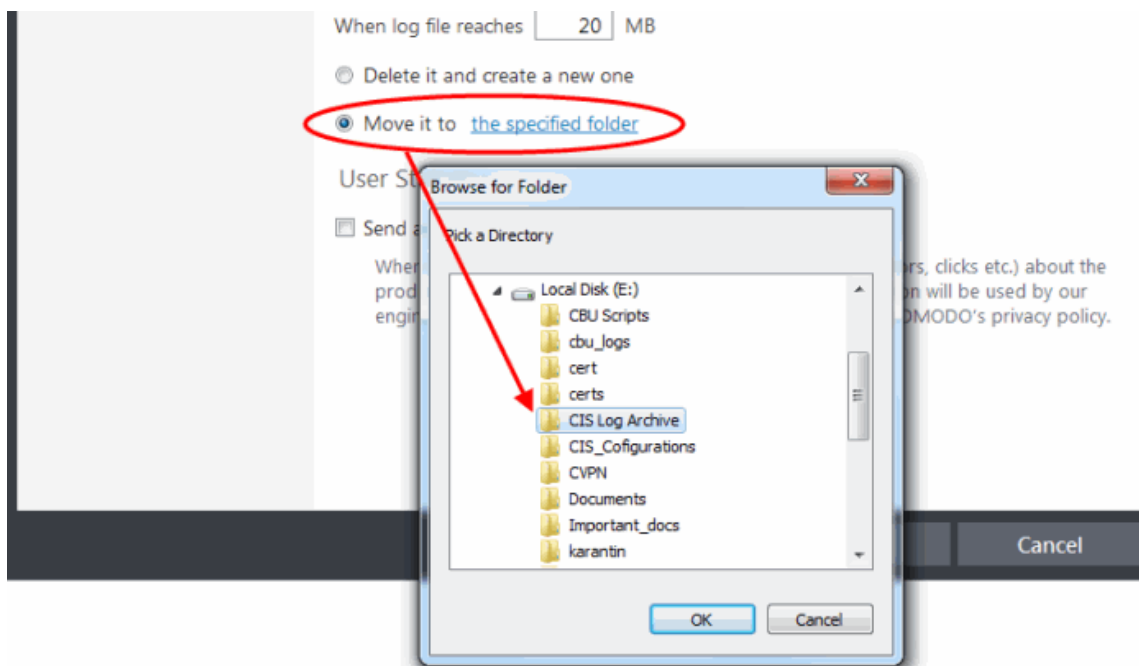 When log file reaches 20 MB
Delete it and create a new one
Move it to the specified folder
User St
Browse for Folder
Send a
Pick a Directory
Wher
rs, clicks etc.) about the
prod
on will be used by our
engin
OMODO's privacy policy.
Local Disk (E:)
CBU Scripts
cbu_logs
cert
certs
CIS Log Archive
CIS_Cofigurations
CVPN
Documents
Important_docs
karantin
Cancel
OK Cancel